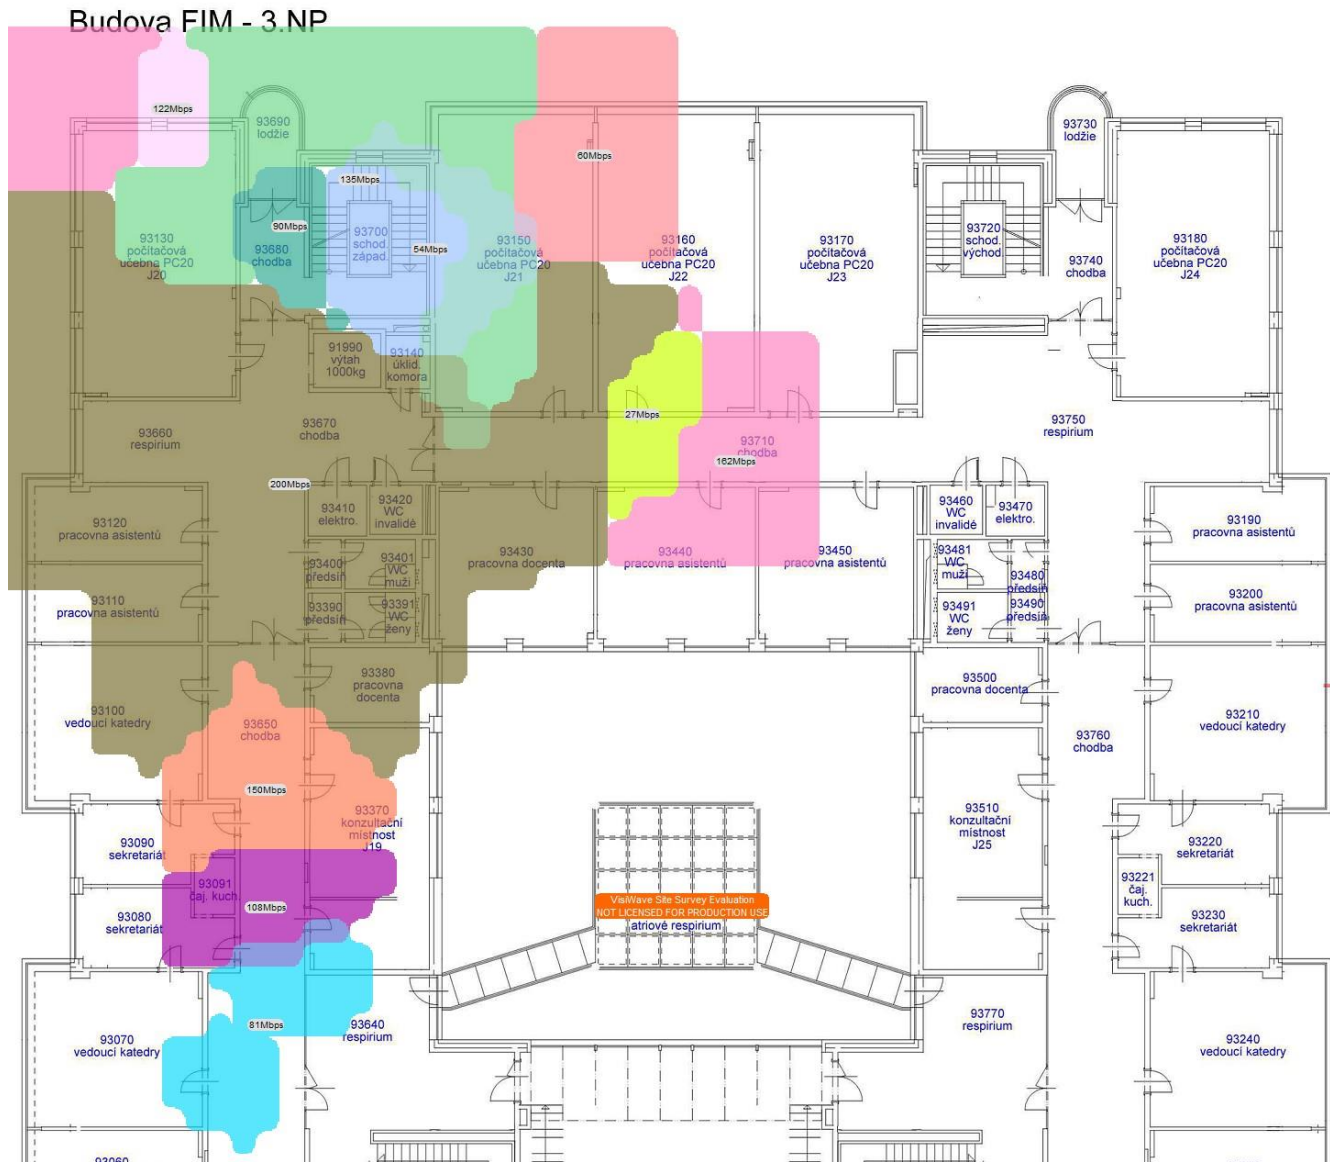 Budova FIM - 3.NP
122Mbps
93690
lodžie
93730
lodžie
60Mbps
135Mbps
90Mbps
54Mbps
93130
počítačová
učebna PC20
J20
93680
chodba
93700
schod.
západ.
93150
počítačová
učebna PC20
J21
93160
počítačová
učebna PC20
J22
93170
počítačová
učebna PC20
J23
93720
schod.
východ.
93740
chodba
93180
počítačová
učebna PC20
J24
91990
výtah
1000kg
93140
úklid.
komora
93660
respirium
93670
chodba
27Mbps
93710
chodba
162Mbps
93750
respirium
200Mbps
93120
pracovna asistentů
93410
elektro.
93420
WC
invalidé
93430
pracovna docenta
93440
pracovna asistentů
93450
pracovna asistentů
93460
WC
invalidé
93470
elektro.
93190
pracovna asistentů
93400
předsíň
93401
WC
muži
93481
WC
muži
93480
předsíň
93110
pracovna asistentů
93390
předsíň
93391
WC
ženy
93491
WC
ženy
93490
předsíň
93200
pracovna asistentů
93380
pracovna
docenta
93500
pracovna docenta
93100
vedoucí katedry
93650
chodba
93760
chodba
93210
vedoucí katedry
150Mbps
93370
konzultační
místnost
J19
93510
konzultační
místnost
J25
93090
sekretariát
93220
sekretariát
93091
čaj. kuch.
93221
čaj.
kuch.
108Mbps
93080
sekretariát
93230
sekretariát
VisiWave Site Survey Evaluation
NOT LICENSED FOR PRODUCTION USE
atriové respirium
81Mbps
93070
vedoucí katedry
93640
respirium
93770
respirium
93240
vedoucí katedry
93060